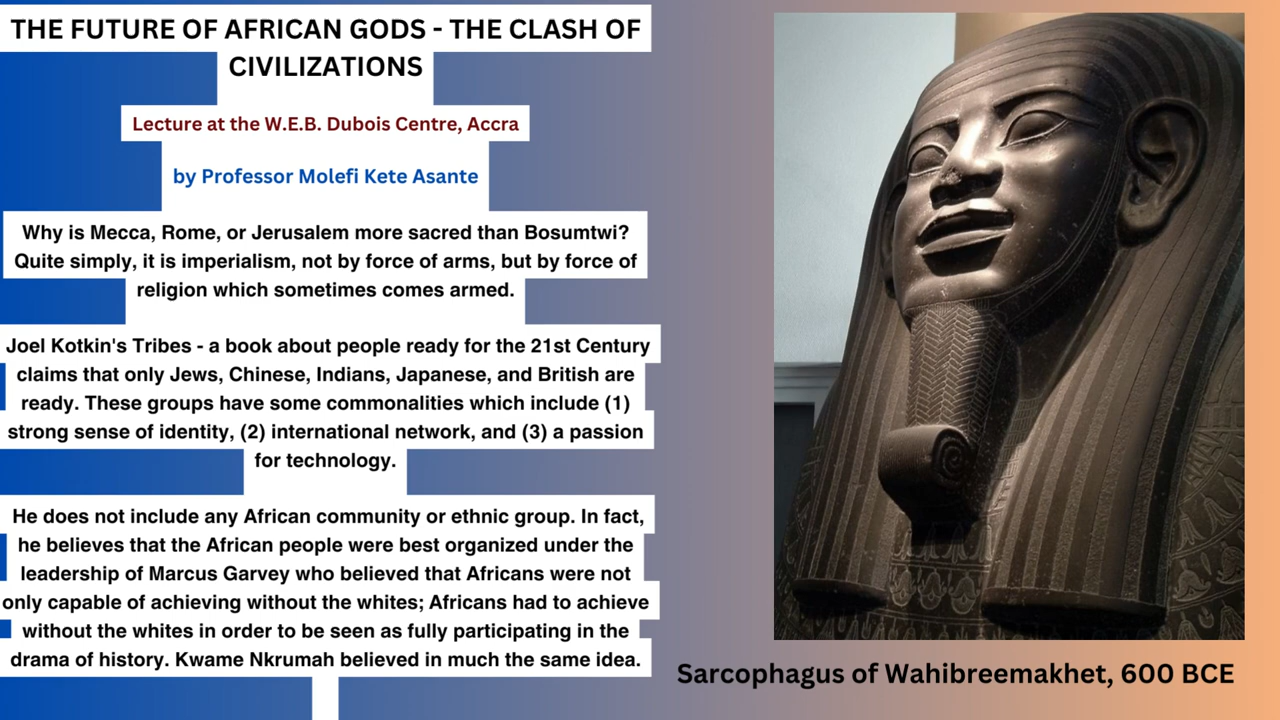 THE FUTURE OF AFRICAN GODS - THE CLASH OF
CIVILIZATIONS
Lecture at the W.E.B. Dubois Centre, Accra
by Professor Molefi Kete Asante
Why is Mecca, Rome, or Jerusalem more sacred than Bosumtwi?
Quite simply, it is imperialism, not by force of arms, but by force of
religion which sometimes comes armed.
Joel Kotkin's Tribes - a book about people ready for the 21st Century
claims that only Jews, Chinese, Indians, Japanese, and British are
ready. These groups have some commonalities which include (1)
strong sense of identity, (2) international network, and (3) a passion
for technology.
He does not include any African community or ethnic group. In fact,
he believes that the African people were best organized under the
leadership of Marcus Garvey who believed that Africans were not
only capable of achieving without the whites; Africans had to achieve
without the whites in order to be seen as fully participating in the
drama of history. Kwame Nkrumah believed in much the same idea.
Sarcophagus of Wahibreemakhet, 600 BCE